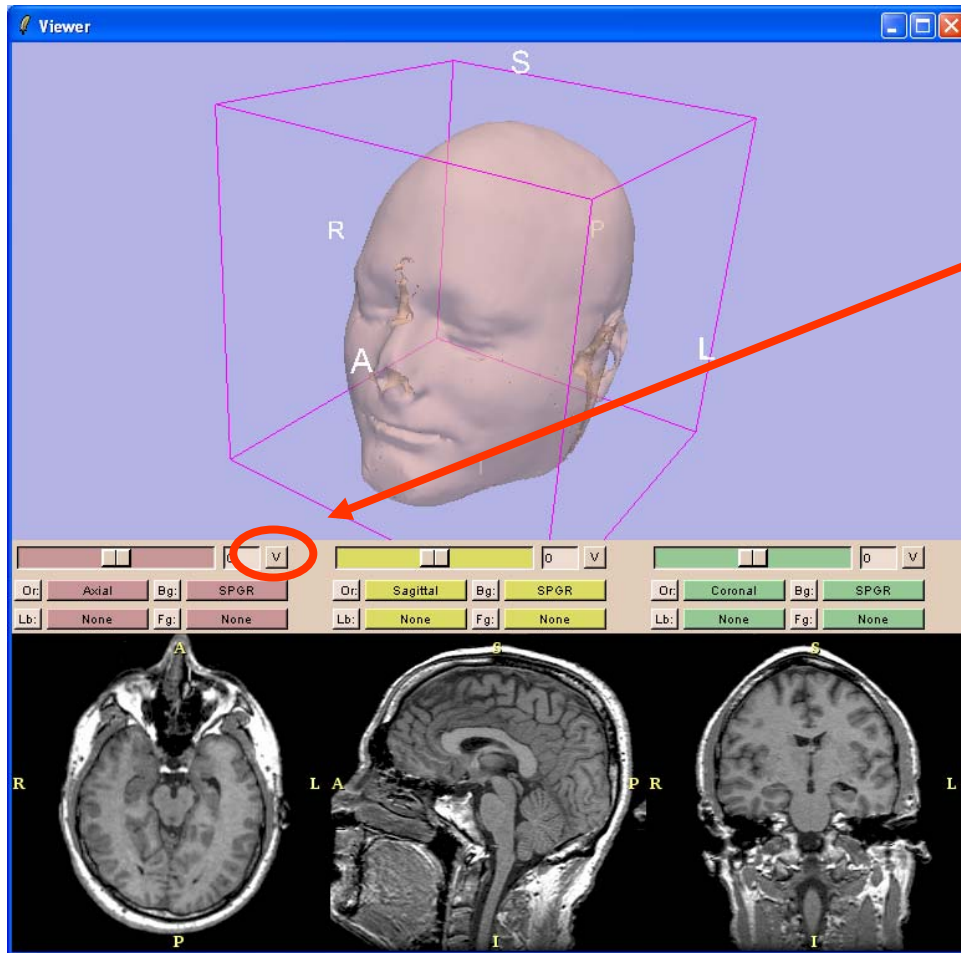 Viewer
S
R
P
A
L
I
0 V 0 V 0 V
Or: Axial Bg: SPGR Or: Sagittal Bg: SPGR Or: Coronal Bg: SPGR
Lb: None Fg: None Lb: None Fg: None Lb: None Fg: None
A S S
R L A P R L
P I I